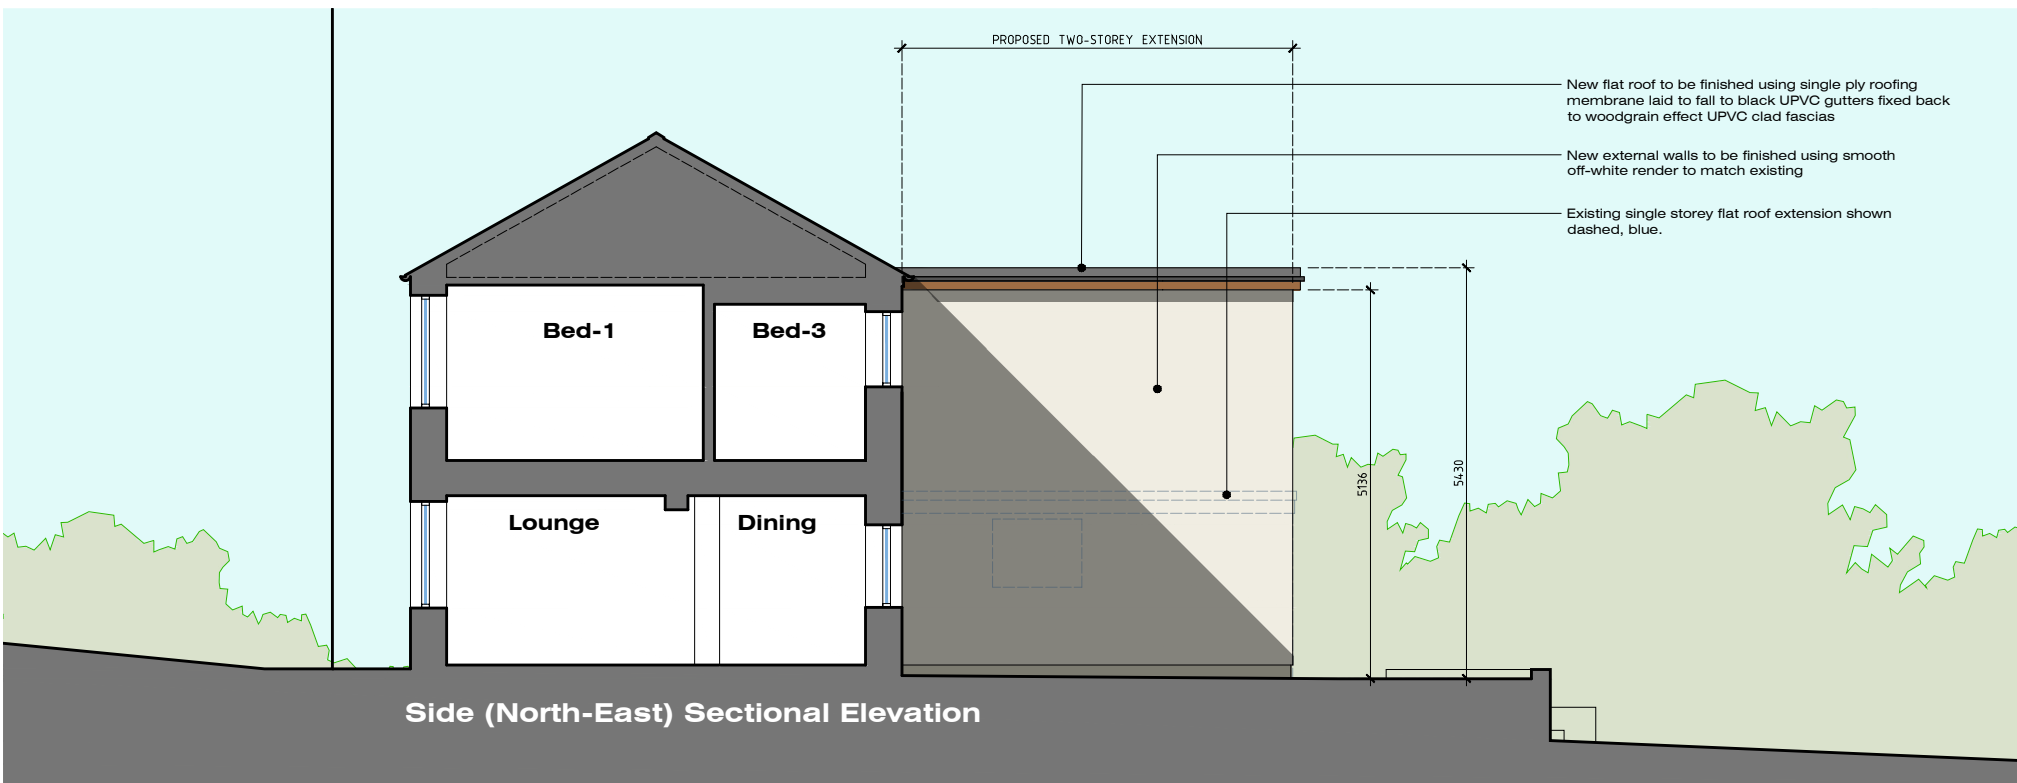 PROPOSED TWO-STOREY EXTENSION
New flat roof to be finished using single ply roofing
membrane laid to fall to black UPVC gutters fixed back
to woodgrain effect UPVC clad fascias
New external walls to be finished using smooth
off-white render to match existing
Existing single storey flat roof extension shown
dashed, blue.
Bed-1
Bed-3
5136
5430
Lounge
Dining
Side (North-East) Sectional Elevation